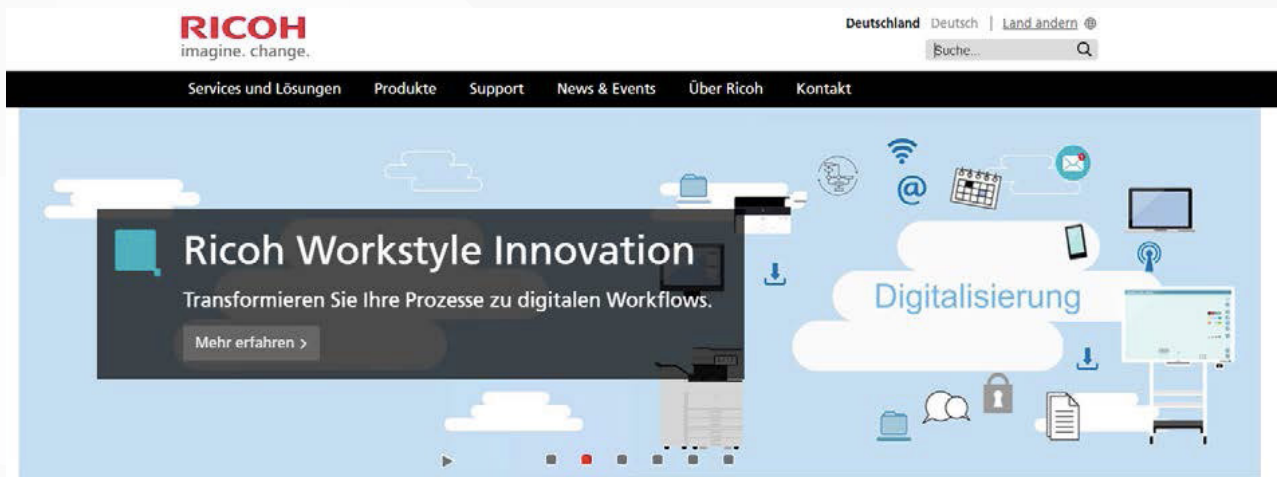 RICOH
imagine. change.
Deutschland Deutsch | Land ändern
Suche...
Services und Lösungen Produkte Support News & Events Über Ricoh Kontakt
Ricoh Workstyle Innovation
Transformieren Sie Ihre Prozesse zu digitalen Workflows.
Mehr erfahren >
@
Digitalisierung